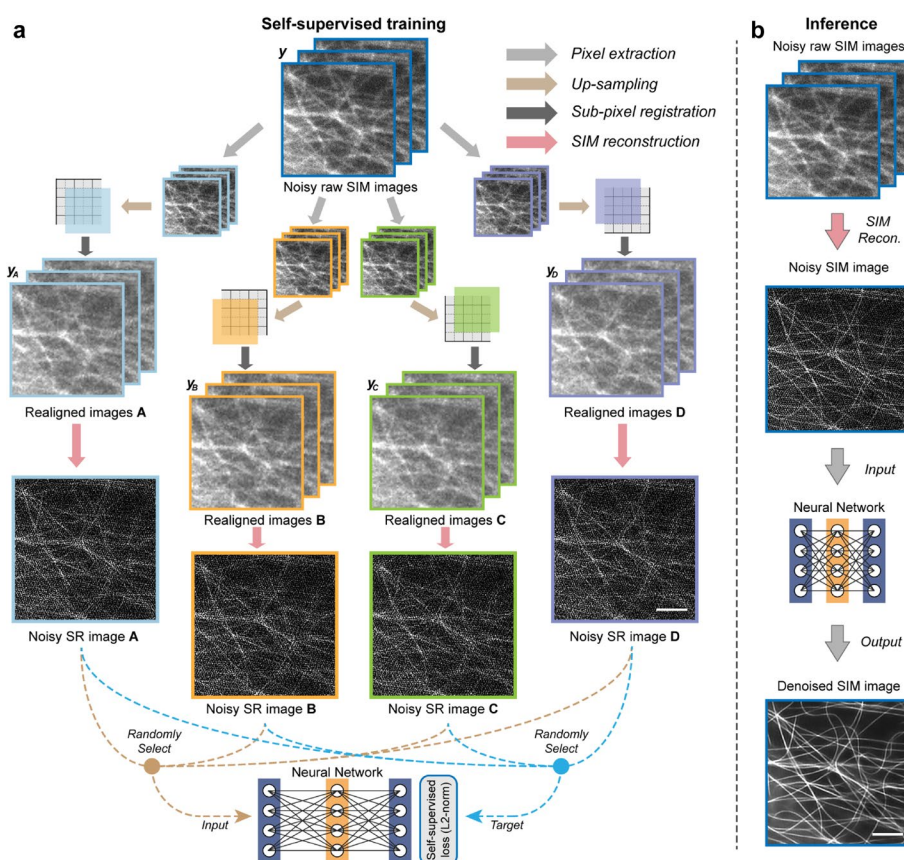 a
Self-supervised training
y
Noisy raw SIM images
Pixel extraction
Up-sampling
Sub-pixel registration
SIM reconstruction
yA
Realigned images A
yB
Realigned images B
yC
Realigned images C
yD
Realigned images D
Noisy SR image A
Noisy SR image B
Noisy SR image C
Noisy SR image D
Randomly
Select
Randomly
Select
Neural Network
Input
Self-supervised
loss (L2-norm)
Target
b
Inference
Noisy raw SIM images
SIM
Recon.
Noisy SIM image
Input
Neural Network
Output
Denoised SIM image